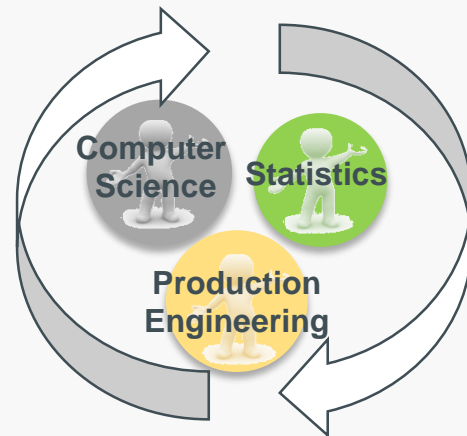 Computer
Science
Statistics
Production
Engineering